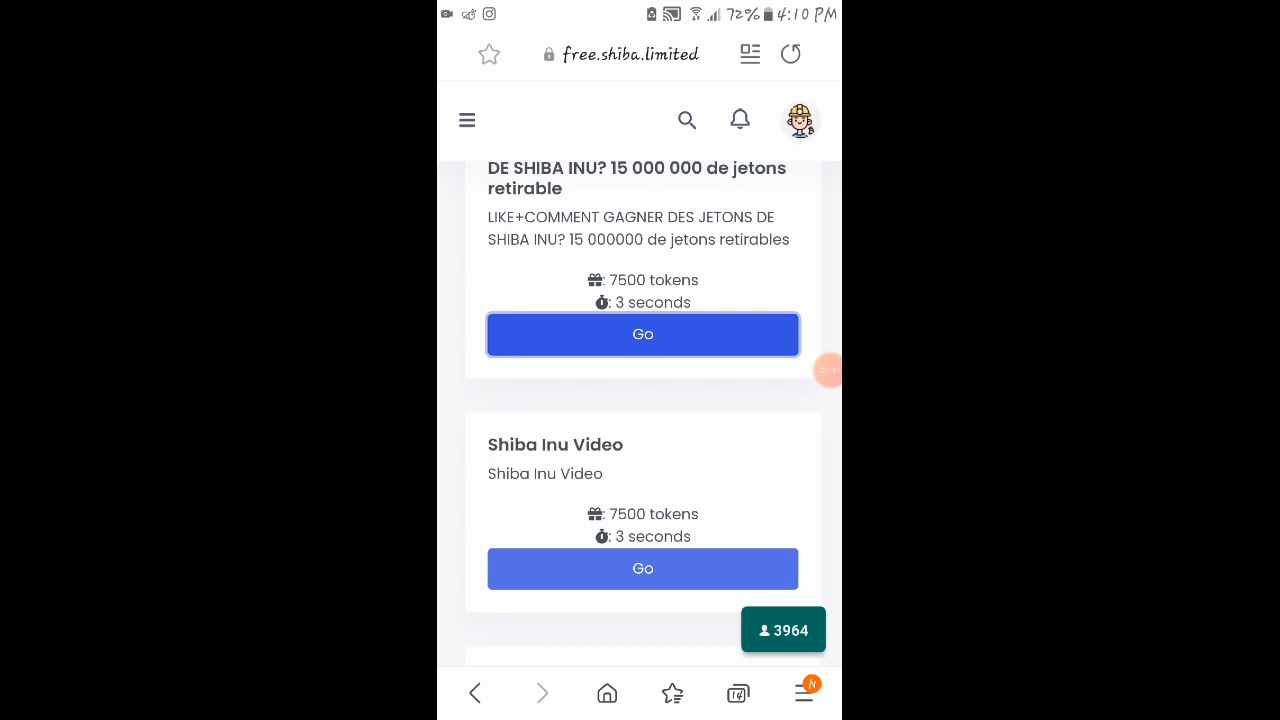 72% 4:10 PM
free.shiba.limited
DE SHIBA INU? 15 000 000 de jetons
retirable
LIKE+COMMENT GAGNER DES JETONS DE
SHIBA INU? 15 000000 de jetons retirables
: 7500 tokens
: 3 seconds
Go
Shiba Inu Video
Shiba Inu Video
: 7500 tokens
: 3 seconds
Go
3964
14
N